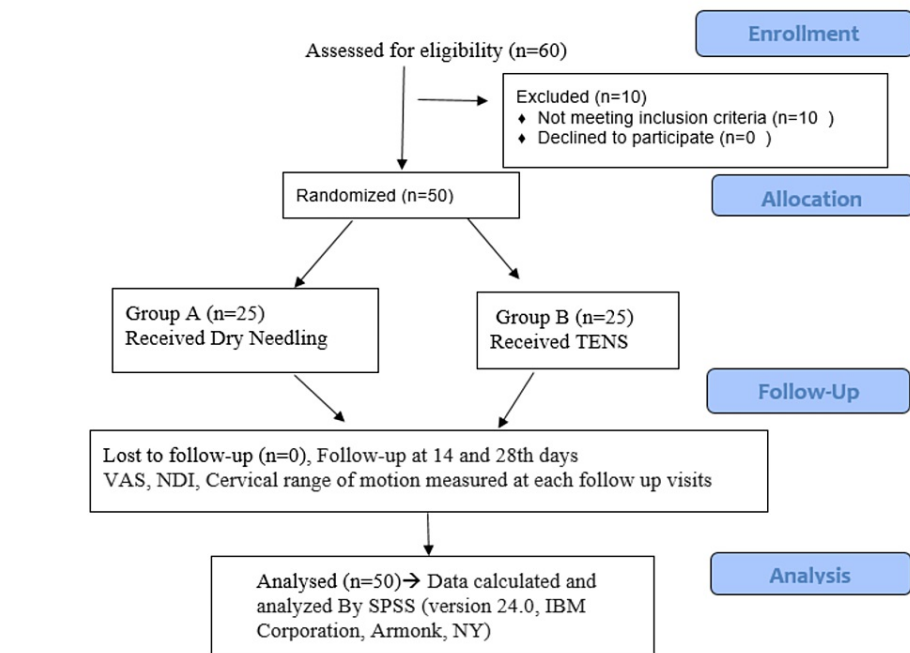 Enrollment
Assessed for eligibility (n=60)
Excluded (n=10)
♦ Not meeting inclusion criteria (n=10  )
♦ Declined to participate (n=0  )
Allocation
Randomized (n=50)
Group A (n=25)
Received Dry Needling
Group B (n=25)
Received TENS
Follow-Up
Lost to follow-up (n=0), Follow-up at 14 and 28th days
VAS, NDI, Cervical range of motion measured at each follow up visits
Analysis
Analysed (n=50)→ Data calculated and
analyzed By SPSS (version 24.0, IBM
Corporation, Armonk, NY)